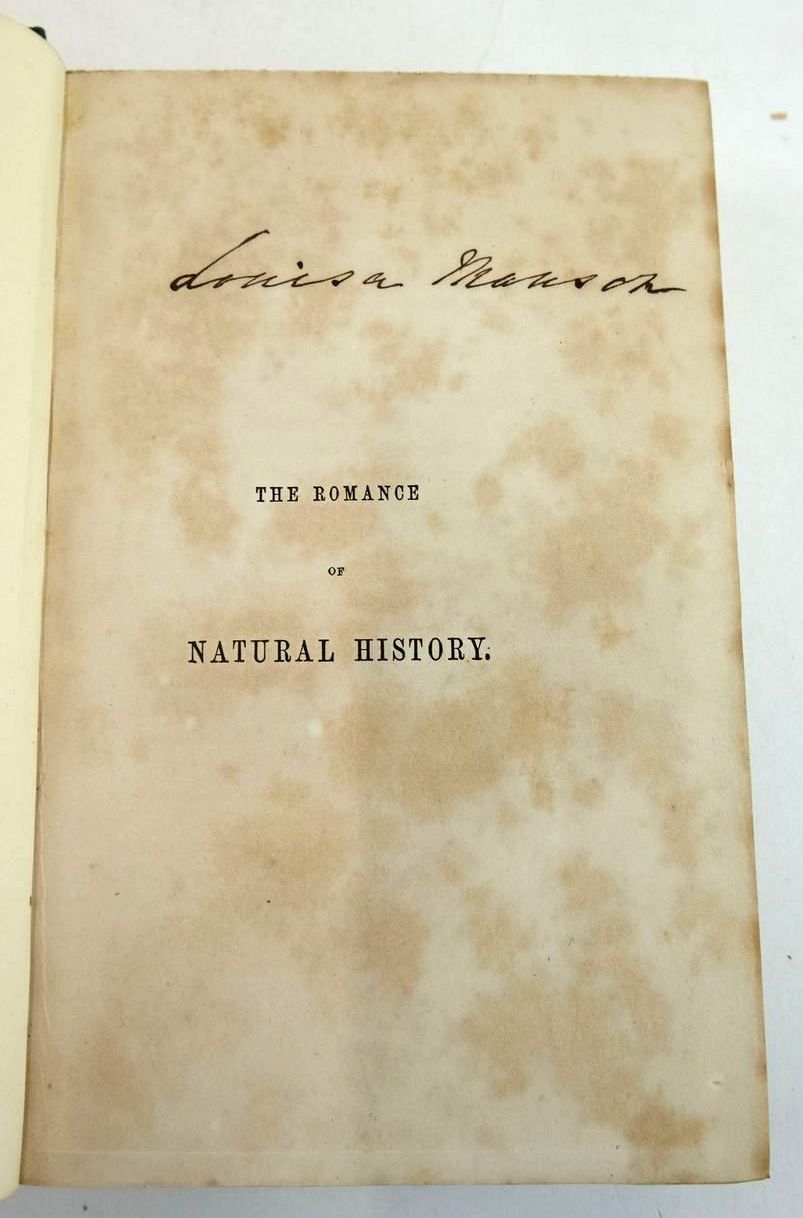 Louisa Manson
THE ROMANCE
OF
NATURAL HISTORY.